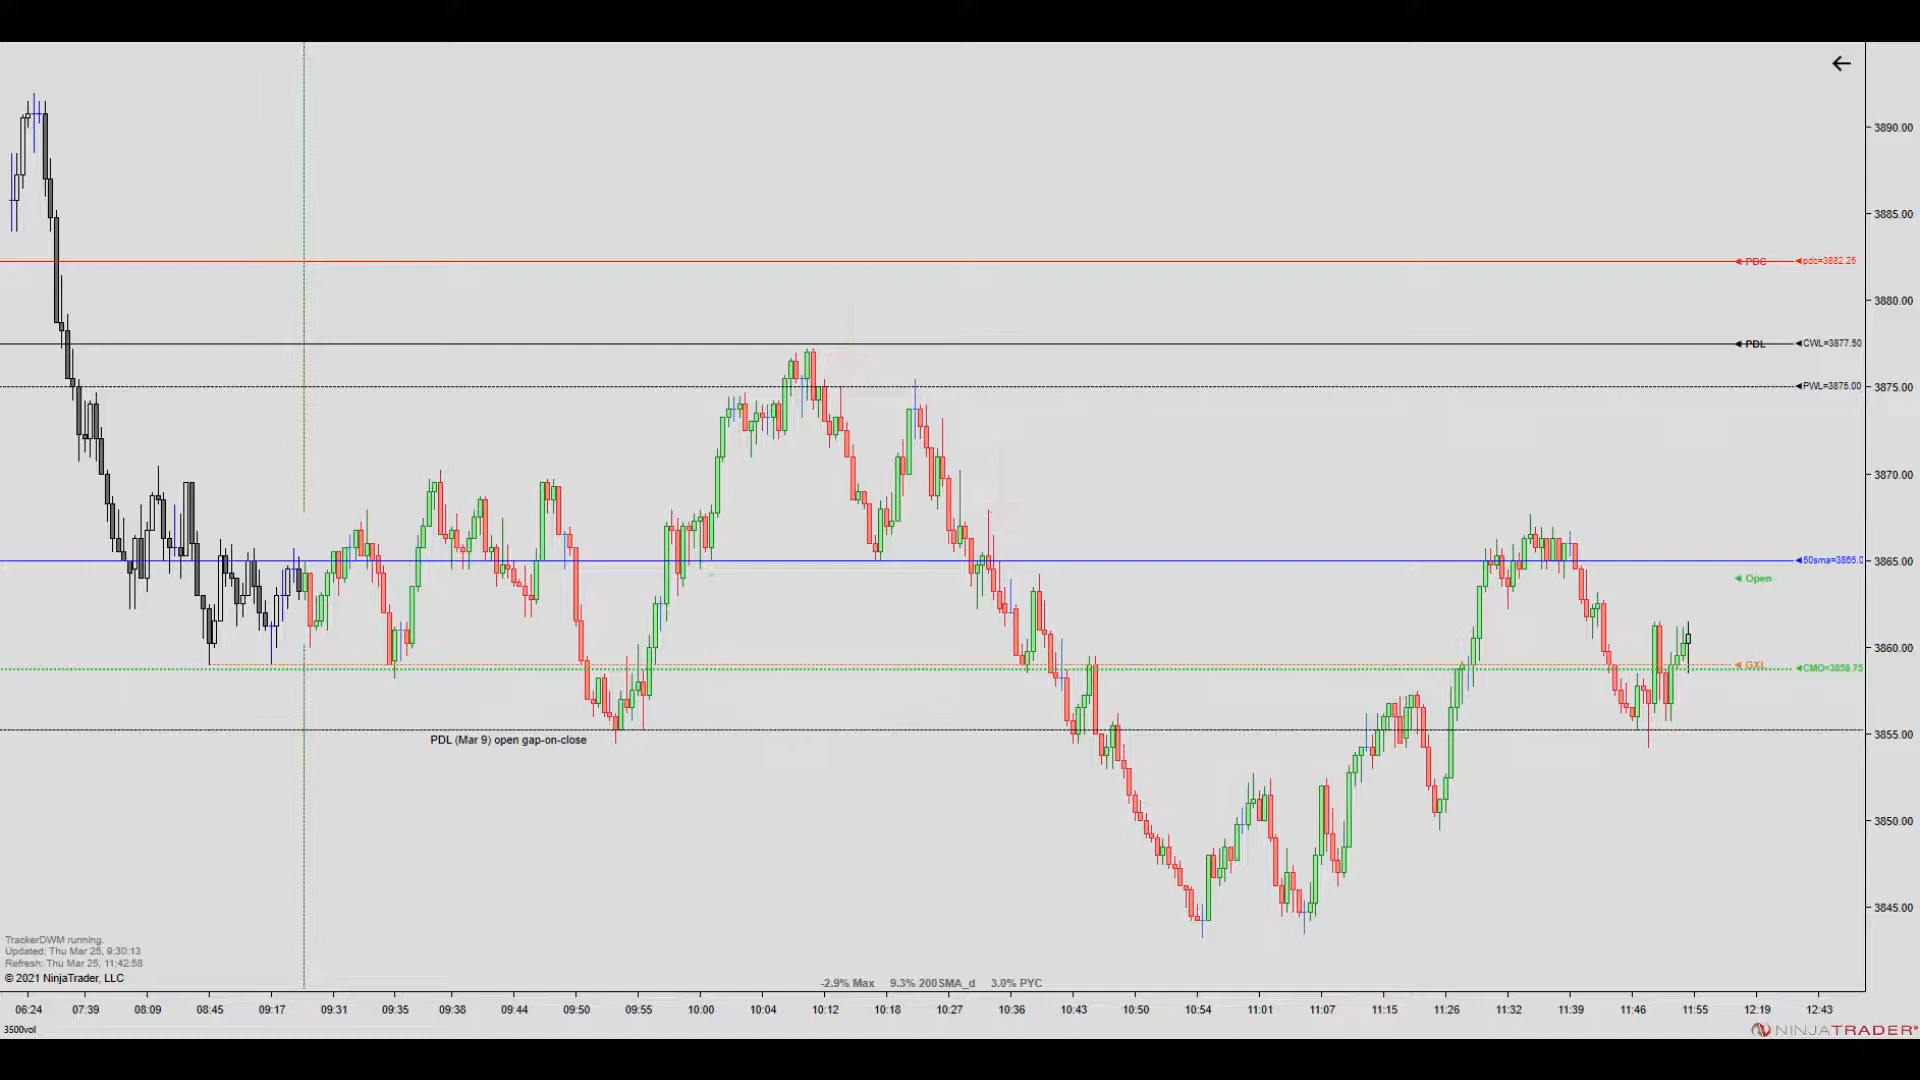 3890.00
3885.00
PDC
pdc=3882.25
3880.00
PDL
CWL=3877.50
3875.00
PWL=3875.00
3870.00
3865.00
50sma=3865.0
Open
3860.00
GXL
CMO=3858.75
3855.00
PDL (Mar 9) open gap-on-close
3850.00
3845.00
TrackerDWM running.
Updated: Thu Mar 25, 9:30:13
Refresh: Thu Mar 25, 11:42:58
© 2021 NinjaTrader, LLC
-2.9% Max 9.3% 200SMA_d 3.0% PYC
06:24 07:39 08:09 08:45 09:17 09:31 09:35 09:44 09:50 09:55 10:00 10:04 10:12 10:18 10:27 10:36 10:43 10:50 10:54 11:01 11:07 11:15 11:26 11:32 11:39 11:46 11:55 12:19 12:43
3500vol
NINJATRADER®